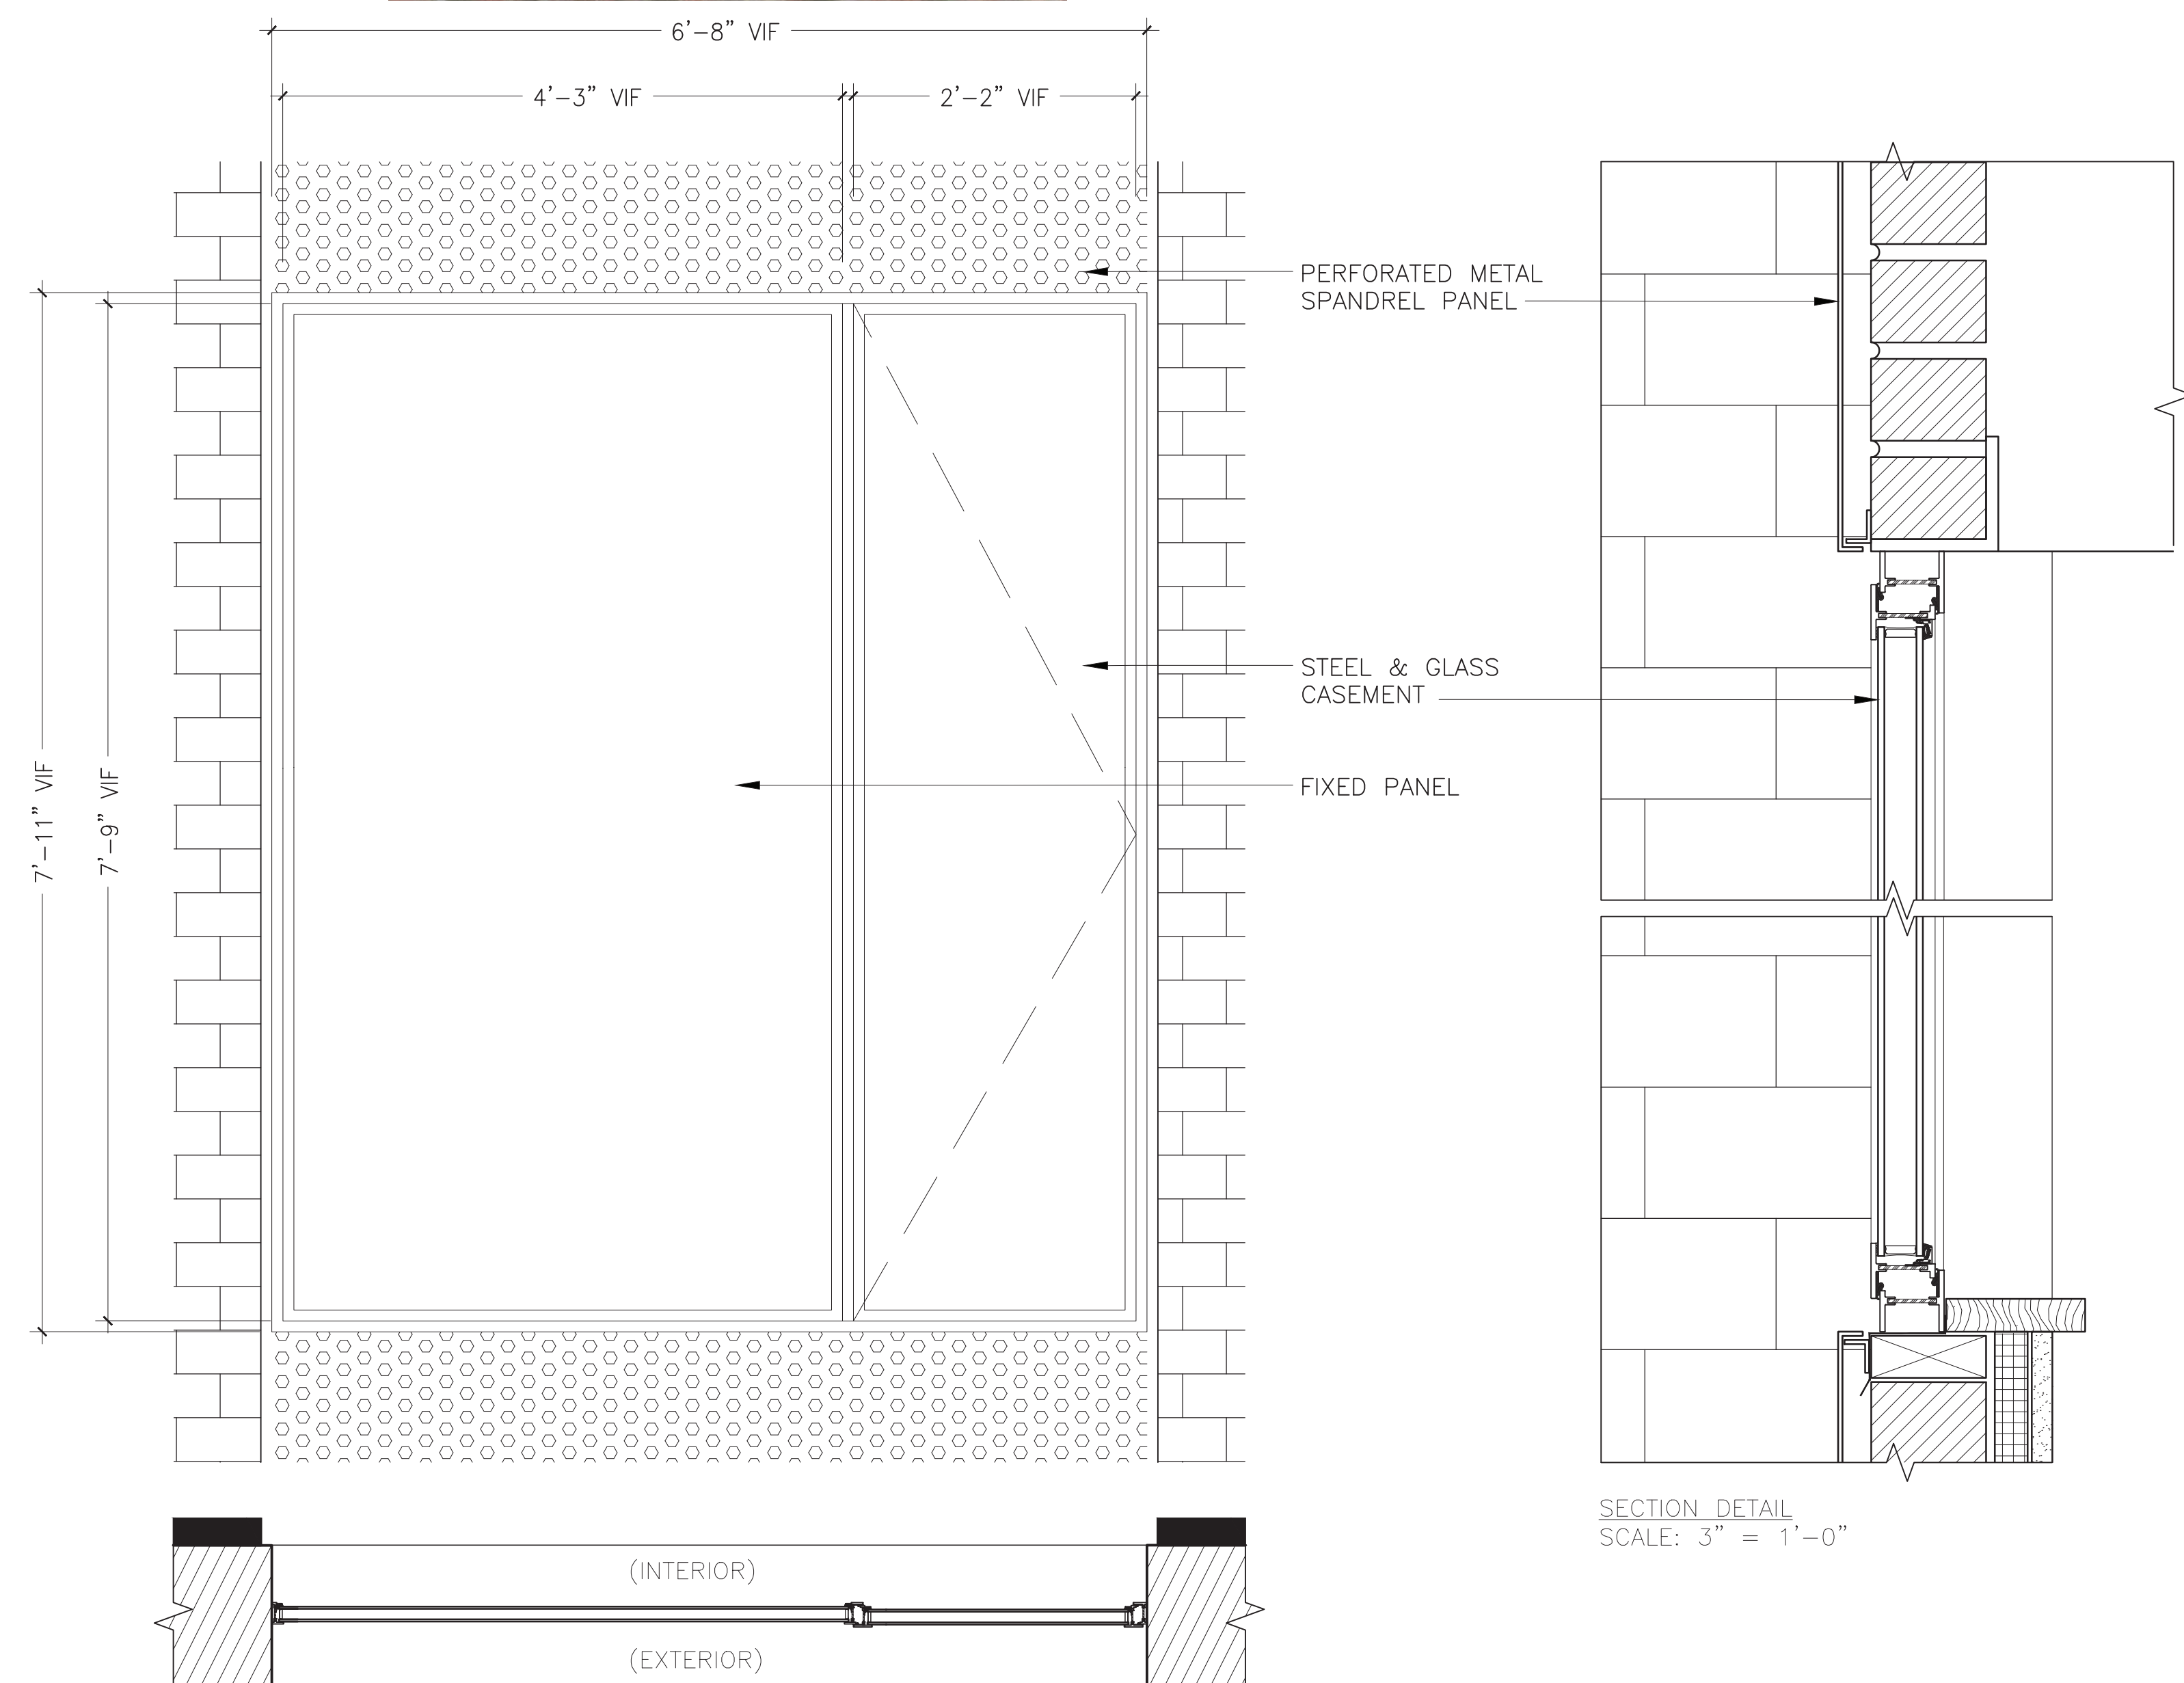 6’-8” VIF
4’-3” VIF
2’-2” VIF
PERFORATED METAL
SPANDREL PANEL
STEEL & GLASS
CASEMENT
FIXED PANEL
7’-11” VIF
7’-9” VIF
SECTION DETAIL
SCALE: 3” = 1’-0”
(INTERIOR)
(EXTERIOR)